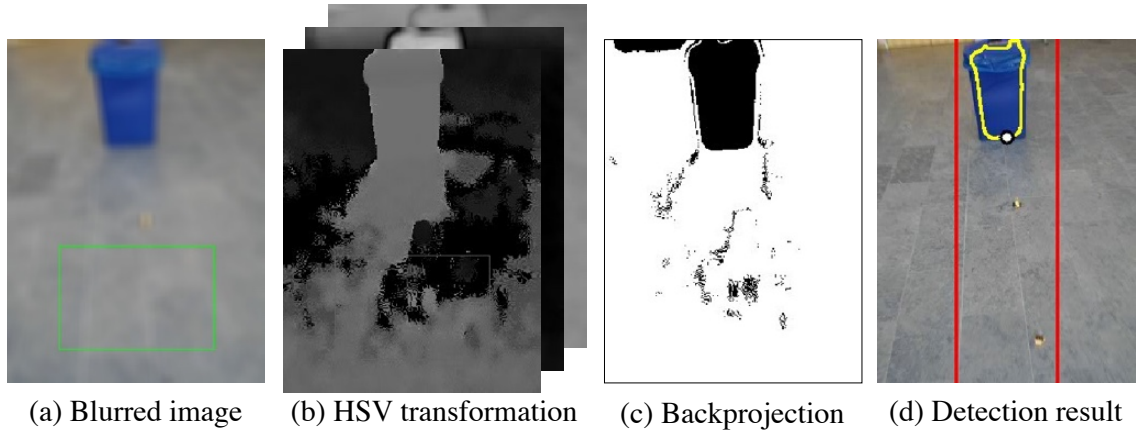 (a) Blurred image
(b) HSV transformation
(c) Backprojection
(d) Detection result